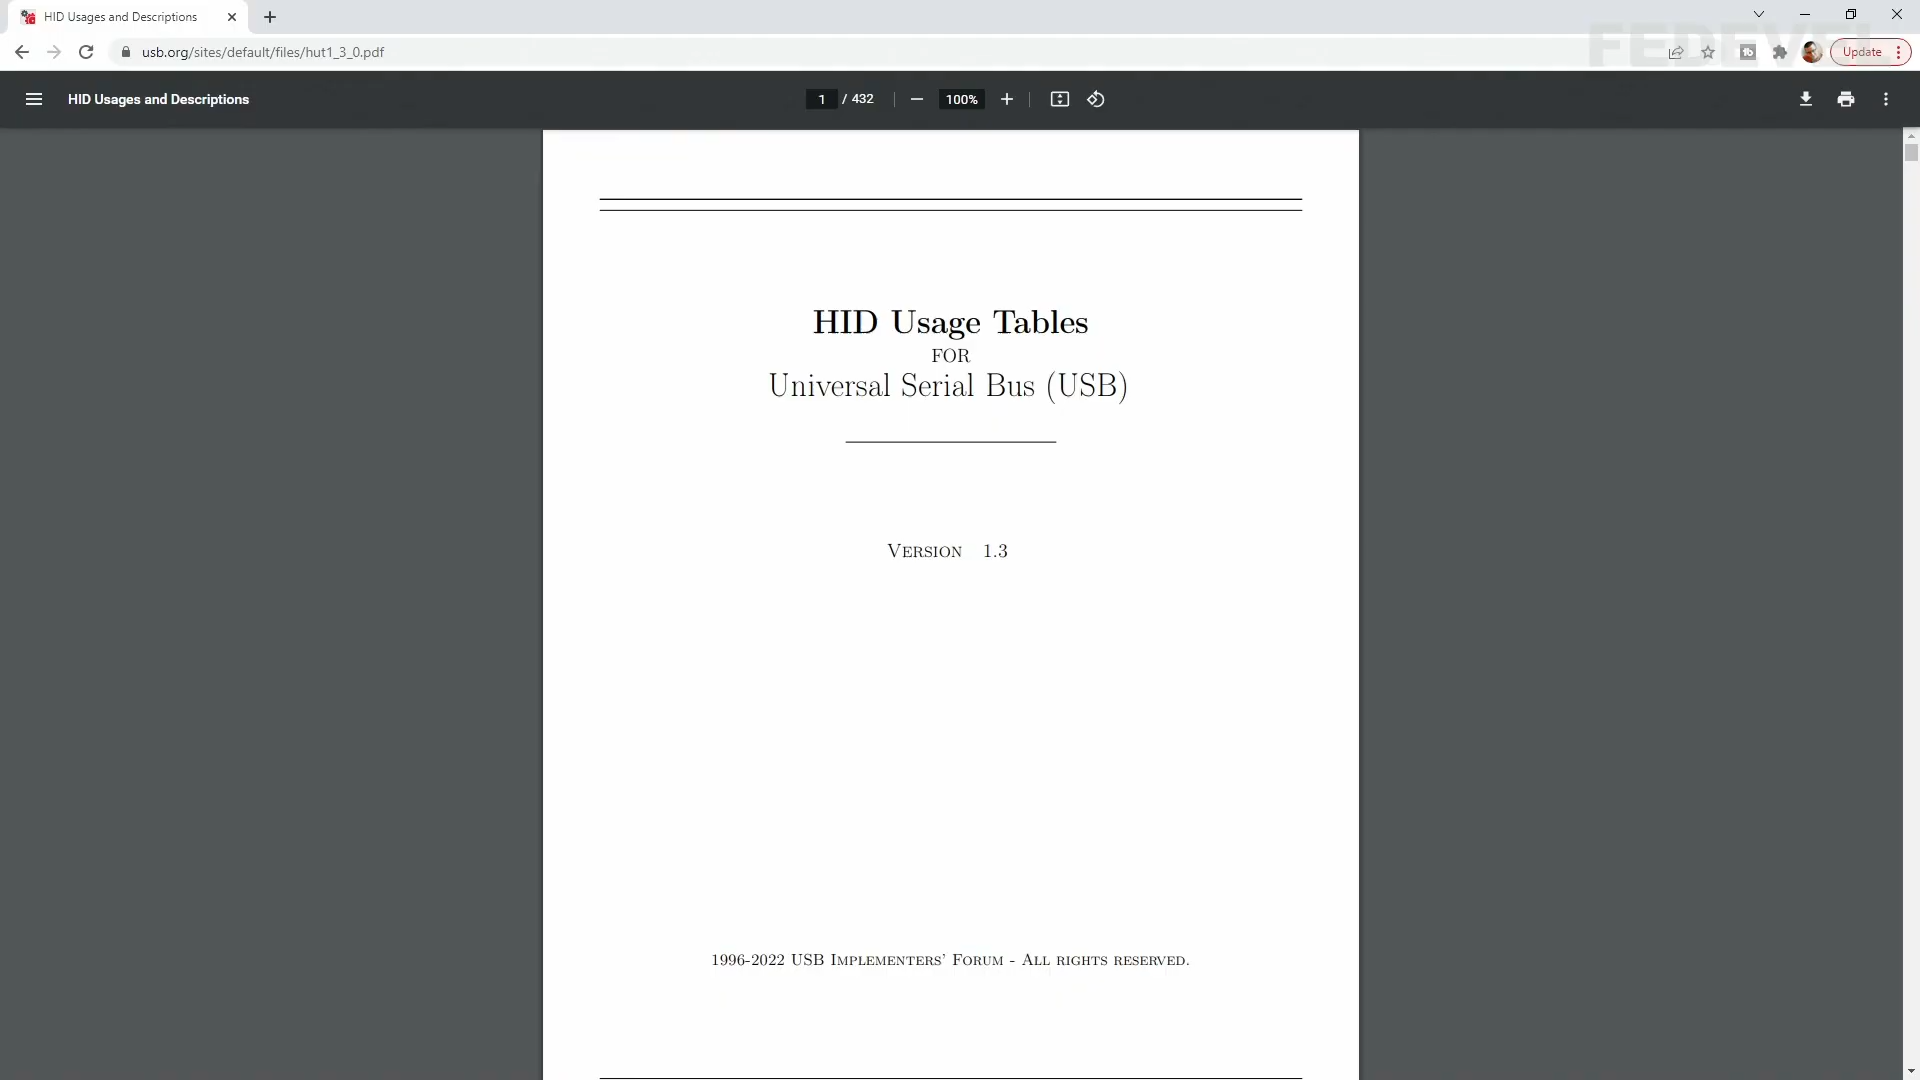 HID Usages and Descriptions
FEDEVEL
usb.org/sites/default/files/hut1_3_0.pdf
Update
HID Usages and Descriptions
1 / 432
100%
HID Usage Tables
FOR
Universal Serial Bus (USB)
VERSION 1.3
1996-2022 USB IMPLEMENTERS' FORUM - ALL RIGHTS RESERVED.